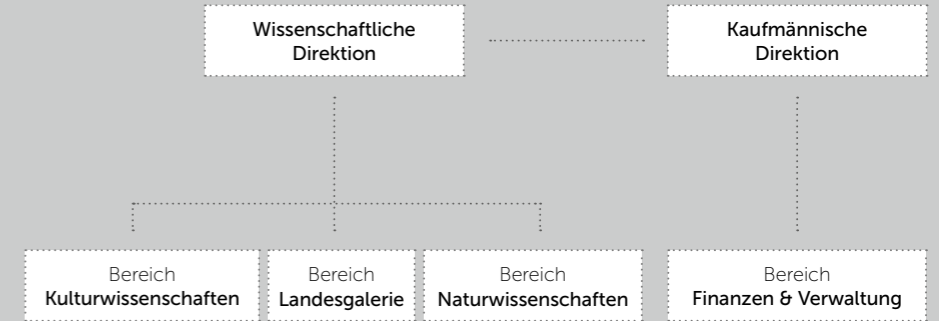 Wissenschaftliche
Direktion
Kaufmännische
Direktion
Bereich
Kulturwissenschaften
Bereich
Landesgalerie
Bereich
Naturwissenschaften
Bereich
Finanzen & Verwaltung